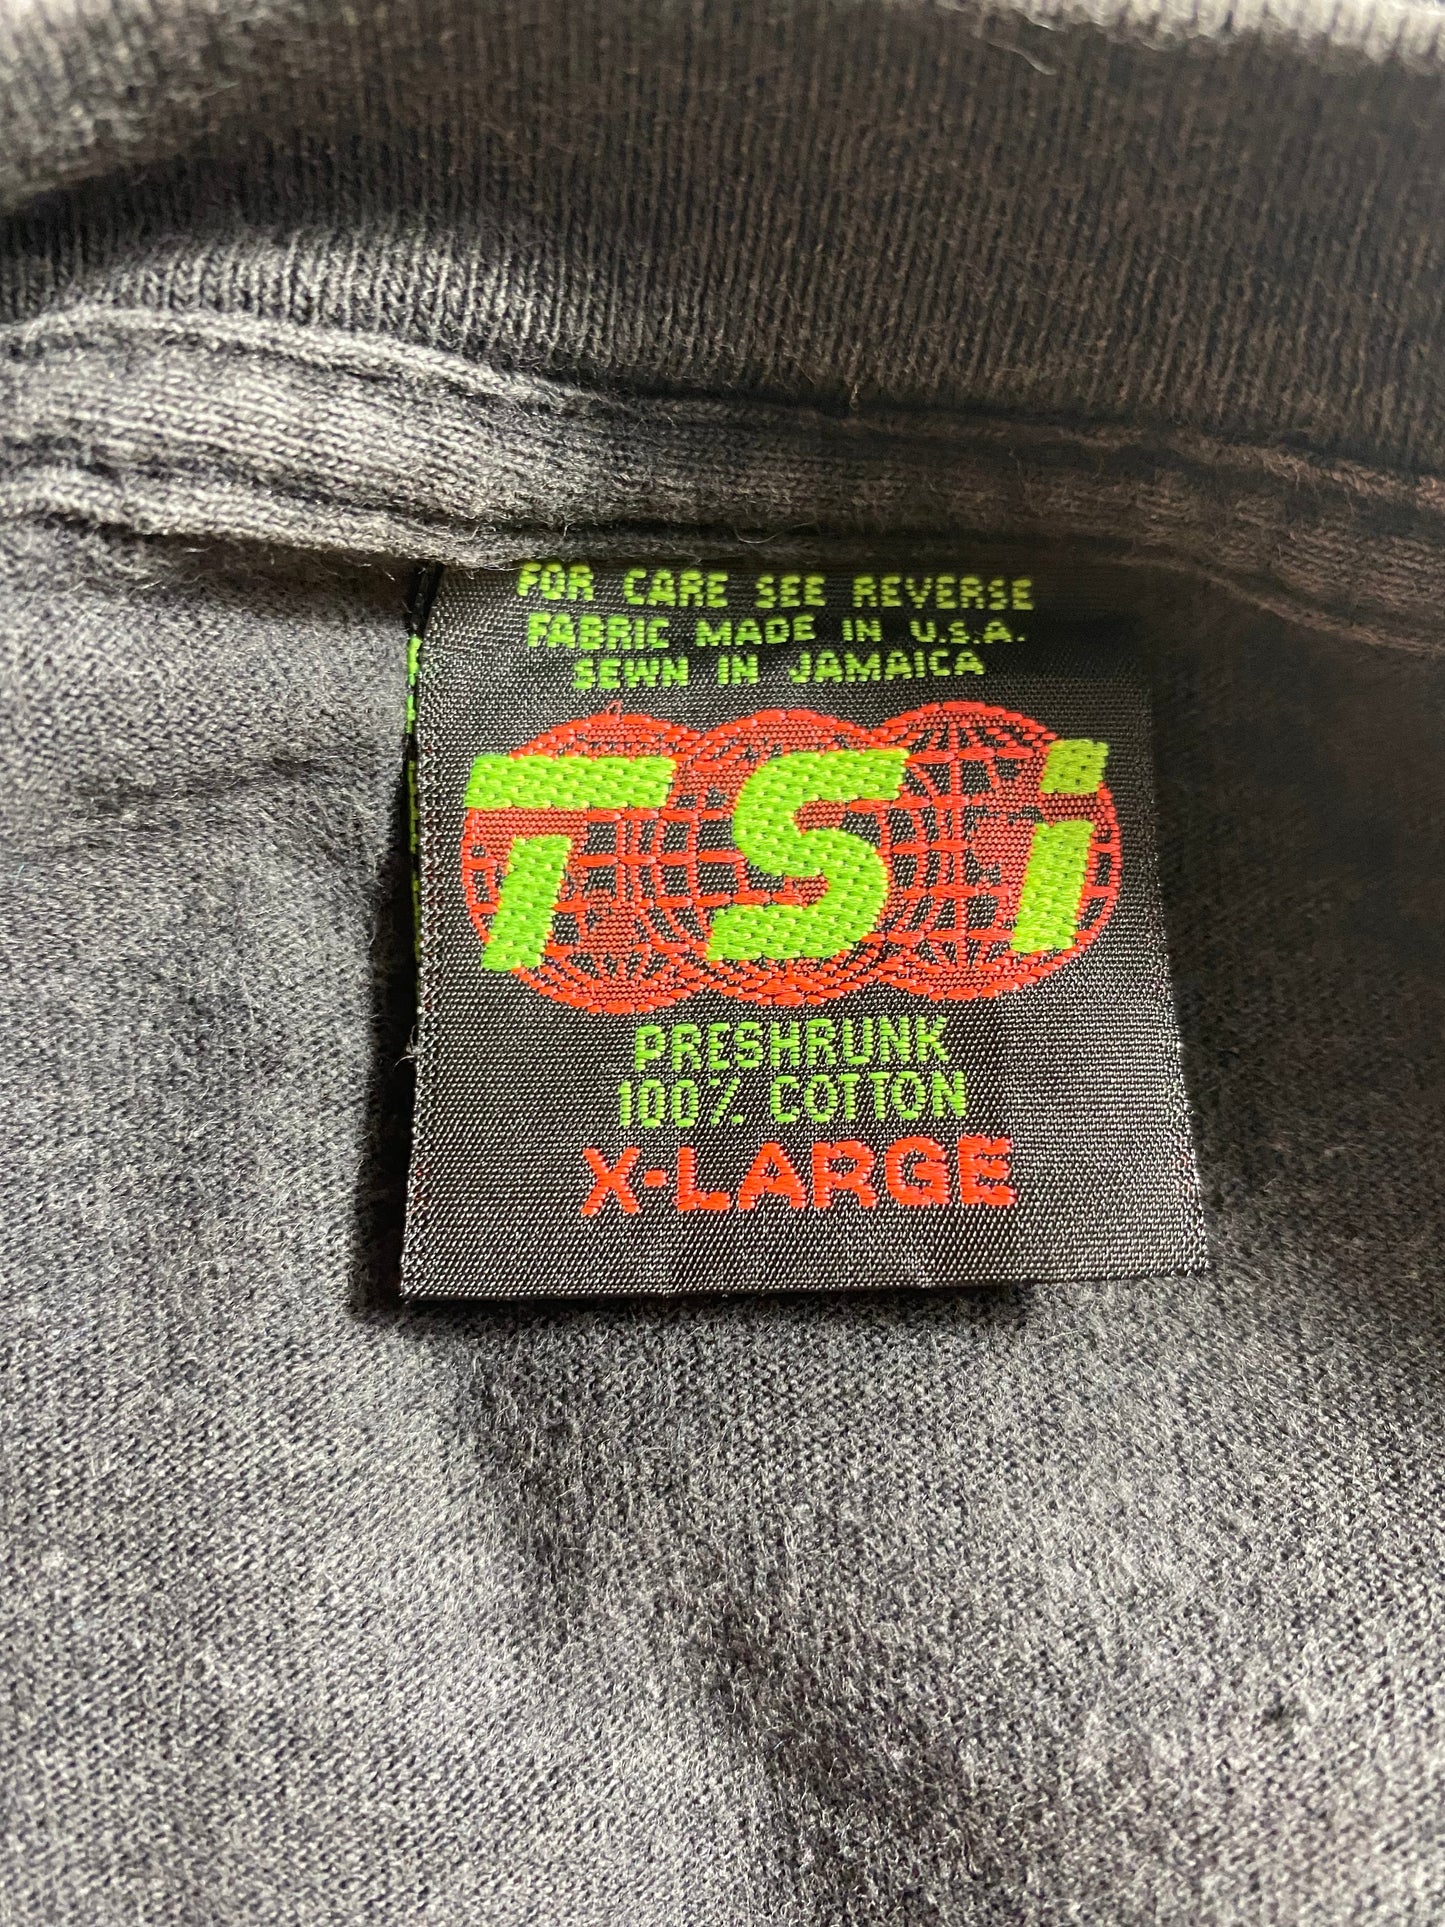 FOR CARE SEE REVERSE
FABRIC MADE IN U.S.A.
SEWN IN JAMAICA
TSi
PRESHRUNK
100% COTTON
X-LARGE